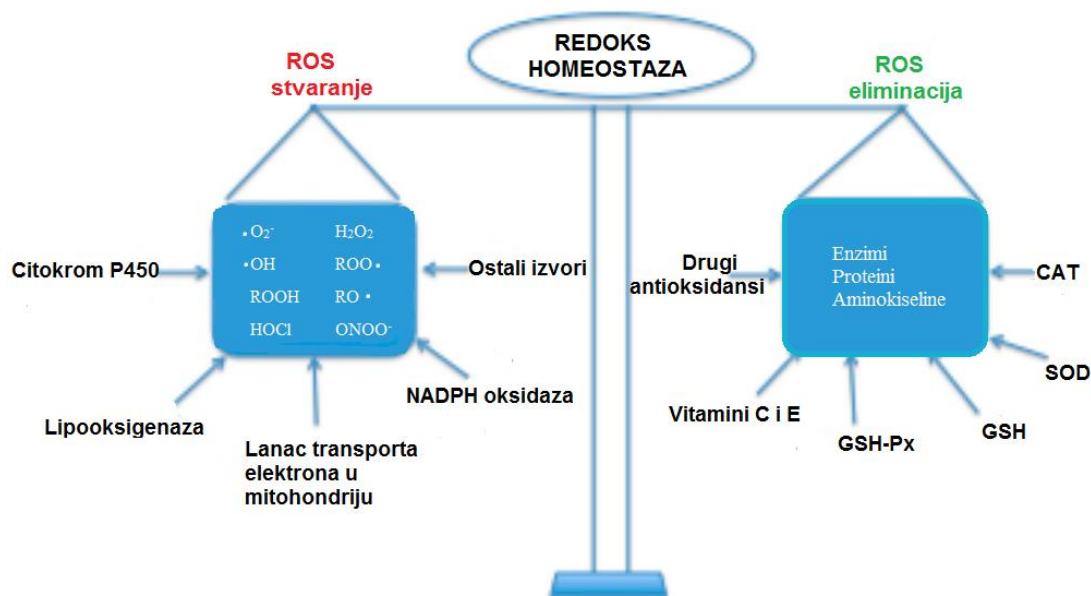 REDOKS
HOMEOSTAZA
ROS
stvaranje
ROS
eliminacija
•O₂⁻ H₂O₂
•OH ROO•
ROOH RO•
HOCl ONOO⁻
Citokrom P450
Ostali izvori
Lipooksigenaza
Lanac transporta
elektrona u
mitohondriju
NADPH oksidaza
Enzimi
Proteini
Aminokiseline
Drugi
antioksidansi
CAT
SOD
Vitamini C i E
GSH-Px
GSH